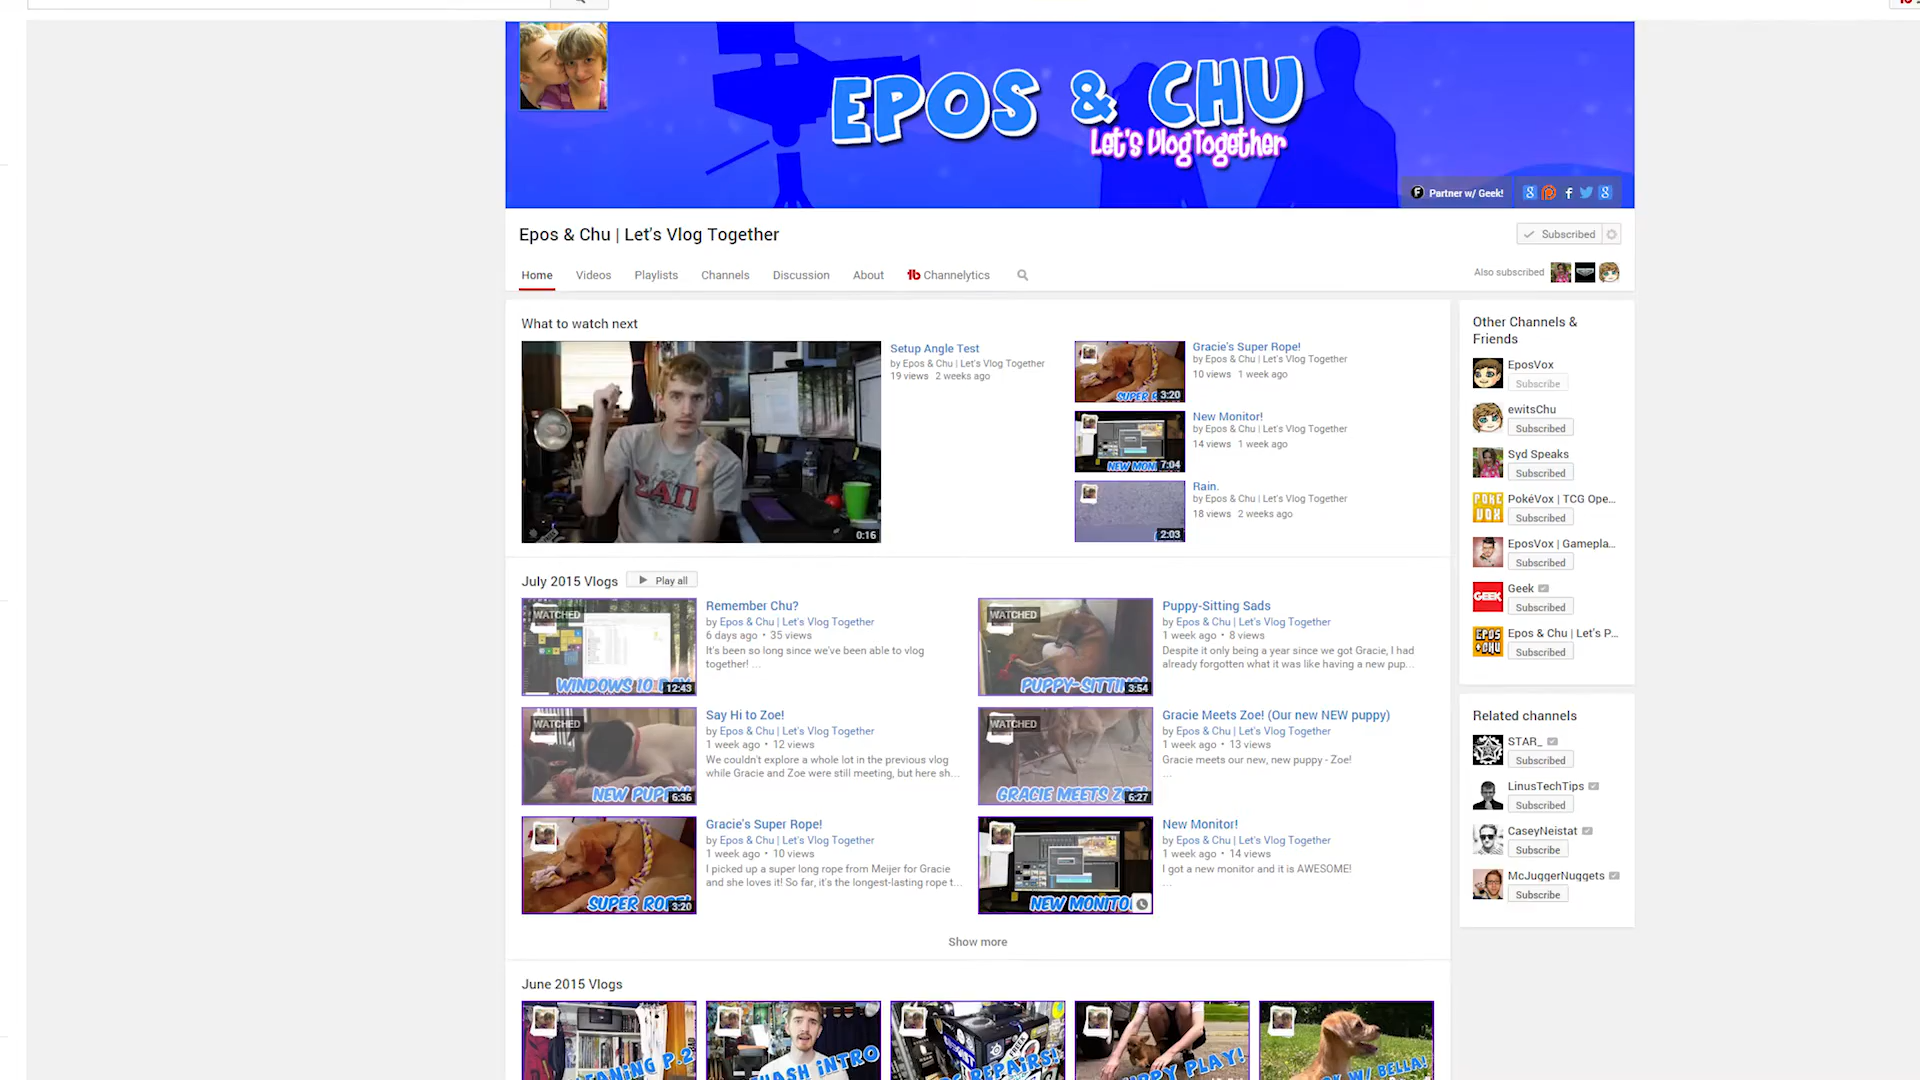 EPOS & CHU
Let's Vlog Together
Partner w/ Geek!
Epos & Chu | Let's Vlog Together
Subscribed
Home Videos Playlists Channels Discussion About Channelytics
Also subscribed
What to watch next
Setup Angle Test
by Epos & Chu | Let's Vlog Together
19 views 2 weeks ago
0:16
Gracie's Super Rope!
by Epos & Chu | Let's Vlog Together
10 views 1 week ago
SUPER R
3:20
New Monitor!
by Epos & Chu | Let's Vlog Together
14 views 1 week ago
NEW MONI
7:04
Rain.
by Epos & Chu | Let's Vlog Together
18 views 2 weeks ago
2:03
July 2015 Vlogs
Play all
WATCHED
WINDOWS 10 DAY
12:43
Remember Chu?
by Epos & Chu | Let's Vlog Together
6 days ago • 35 views
It's been so long since we've been able to vlog
together! ...
WATCHED
PUPPY-SITTING
3:54
Puppy-Sitting Sads
by Epos & Chu | Let's Vlog Together
1 week ago • 8 views
Despite it only being a year since we got Gracie, I had
already forgotten what it was like having a new pup...
WATCHED
NEW PUPPY!
6:36
Say Hi to Zoe!
by Epos & Chu | Let's Vlog Together
1 week ago • 12 views
We couldn't explore a whole lot in the previous vlog
while Gracie and Zoe were still meeting, but here sh...
WATCHED
GRACIE MEETS ZOE!
6:27
Gracie Meets Zoe! (Our new NEW puppy)
by Epos & Chu | Let's Vlog Together
1 week ago • 13 views
Gracie meets our new, new puppy - Zoe!
...
SUPER ROPE!
3:20
Gracie's Super Rope!
by Epos & Chu | Let's Vlog Together
1 week ago • 10 views
I picked up a super long rope from Meijer for Gracie
and she loves it! So far, it's the longest-lasting rope t...
NEW MONITO
New Monitor!
by Epos & Chu | Let's Vlog Together
1 week ago • 14 views
I got a new monitor and it is AWESOME!
...
Show more
June 2015 Vlogs
EANING P.2
HASH INTRO
REPAIRS!
PPY PLAY!
W/ BELLA!
Other Channels &
Friends
EposVox
Subscribe
ewitsChu
Subscribed
Syd Speaks
Subscribed
POKE
VOX
PokéVox | TCG Ope...
Subscribed
EposVox | Gamepla...
Subscribed
GEEK
Geek
Subscribed
EPOS
+CHU
Epos & Chu | Let's P...
Subscribed
Related channels
STAR_
Subscribed
LinusTechTips
Subscribed
CaseyNeistat
Subscribe
McJuggerNuggets
Subscribe